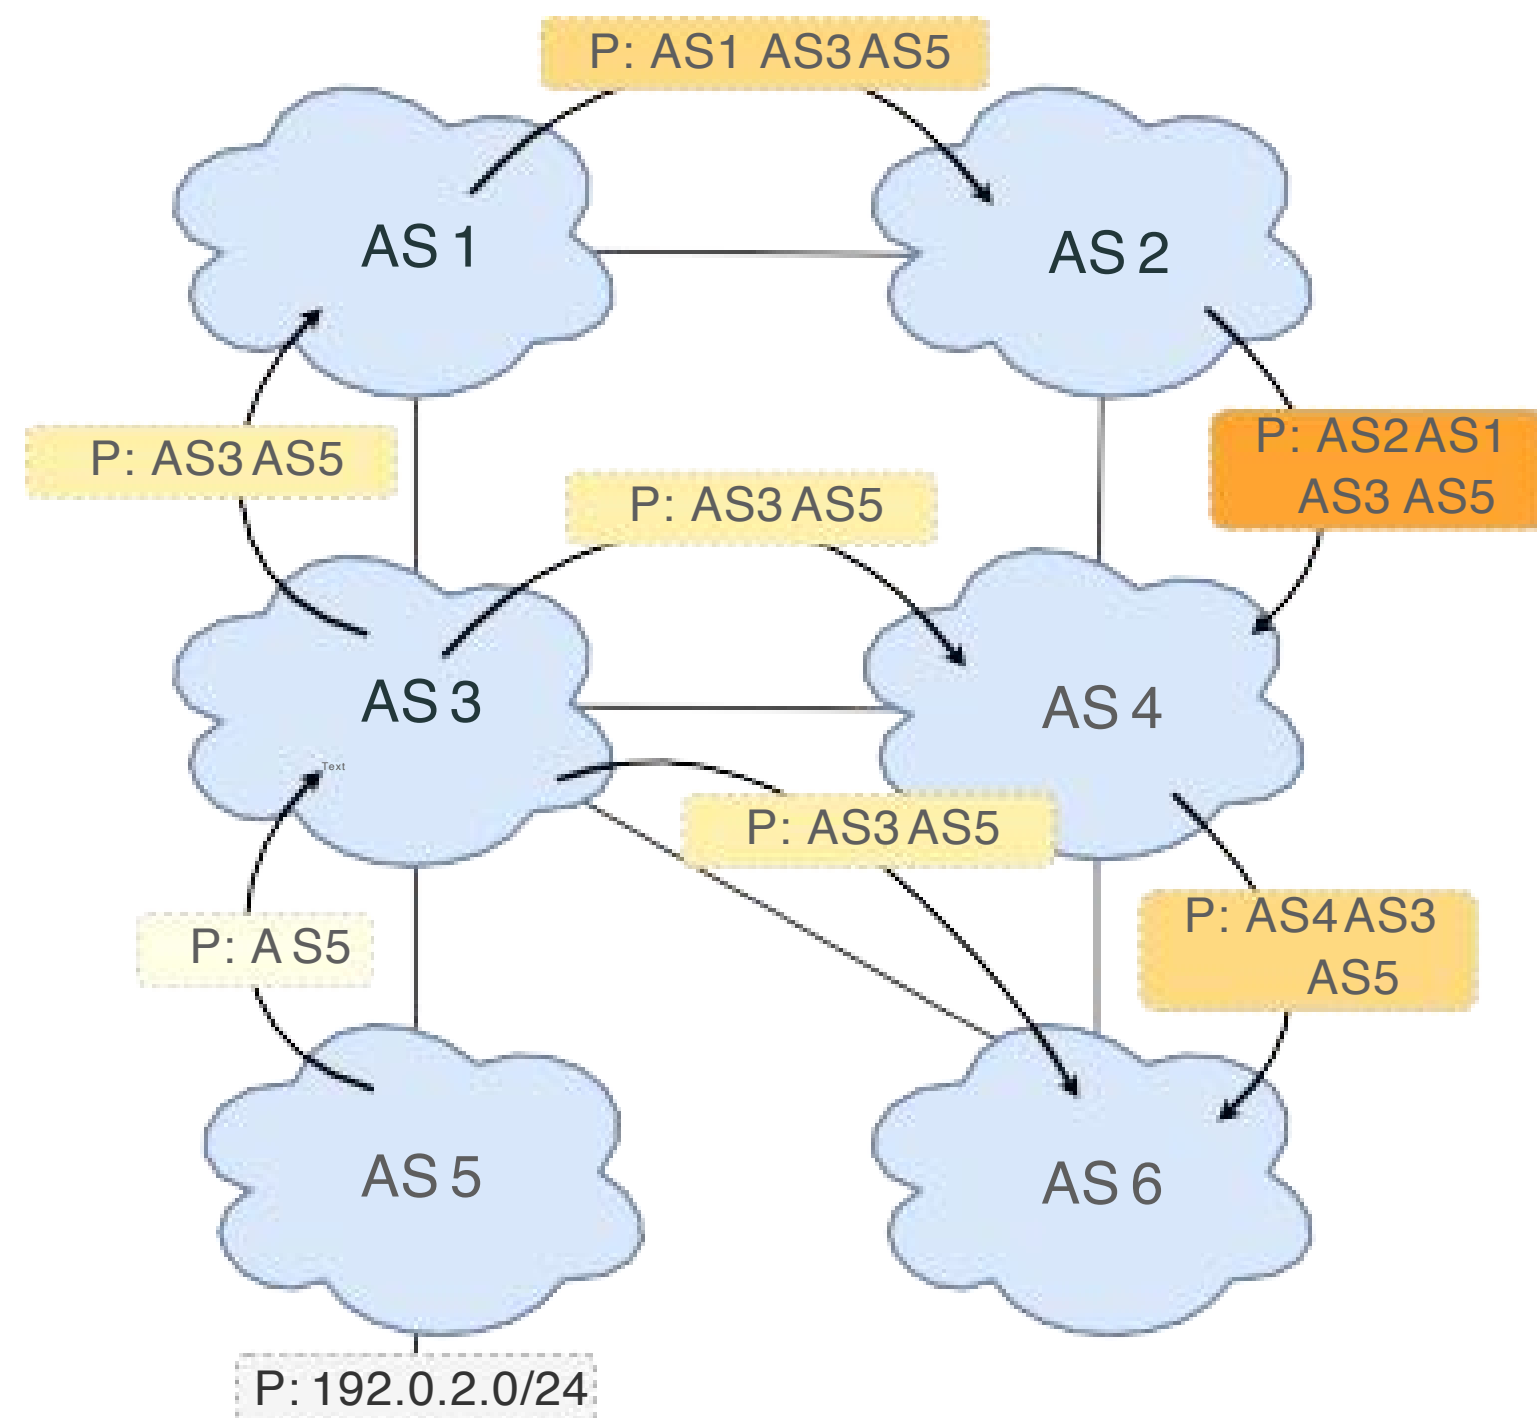 P: AS1 AS3 AS5
AS 1
AS 2
P: AS3 AS5
P: AS2 AS1
AS3 AS5
P: AS3 AS5
AS 3
AS 4
Text
P: AS3 AS5
P: AS4 AS3
AS5
P: A S5
AS 5
AS 6
P: 192.0.2.0/24